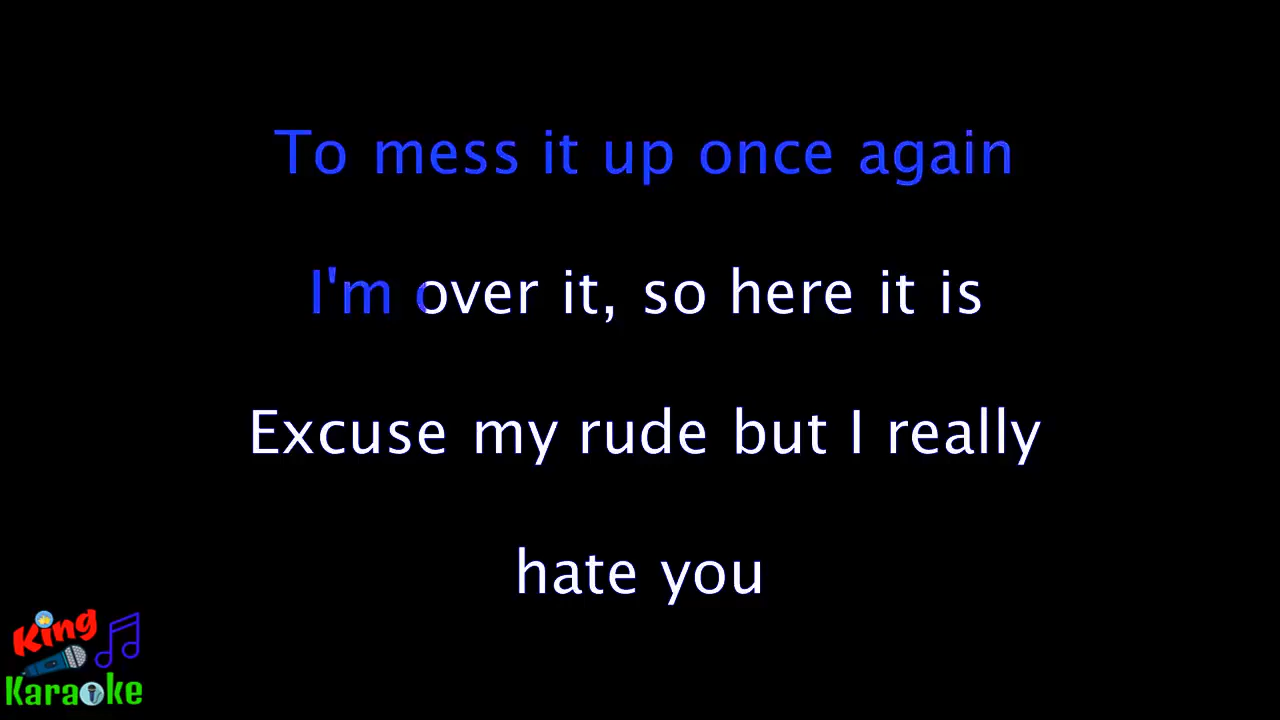 To mess it up once again
I'm over it, so here it is
Excuse my rude but I really
hate you
King
Karaoke